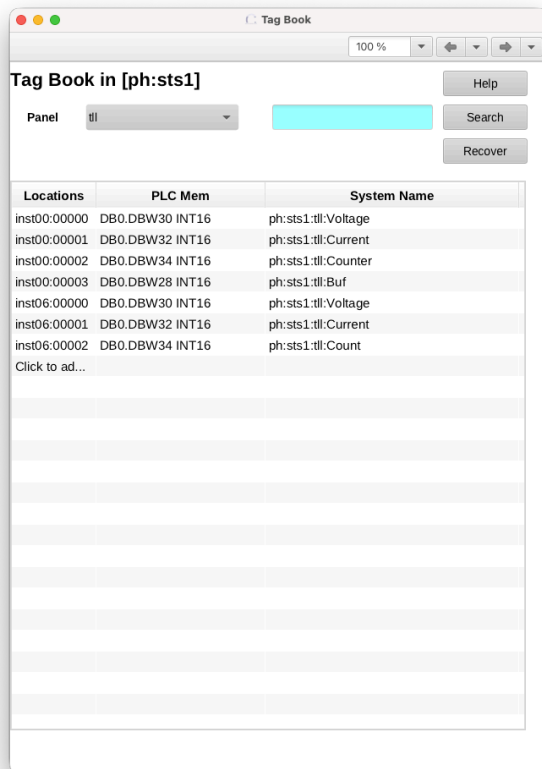 Tag Book
100 %
Tag Book in [ph:sts1]
Help
Panel tll Search
Recover
Locations PLC Mem System Name
inst00:00000 DB0.DBW30 INT16 ph:sts1:tll:Voltage
inst00:00001 DB0.DBW32 INT16 ph:sts1:tll:Current
inst00:00002 DB0.DBW34 INT16 ph:sts1:tll:Counter
inst00:00003 DB0.DBW28 INT16 ph:sts1:tll:Buf
inst06:00000 DB0.DBW30 INT16 ph:sts1:tll:Voltage
inst06:00001 DB0.DBW32 INT16 ph:sts1:tll:Current
inst06:00002 DB0.DBW34 INT16 ph:sts1:tll:Count
Click to ad...